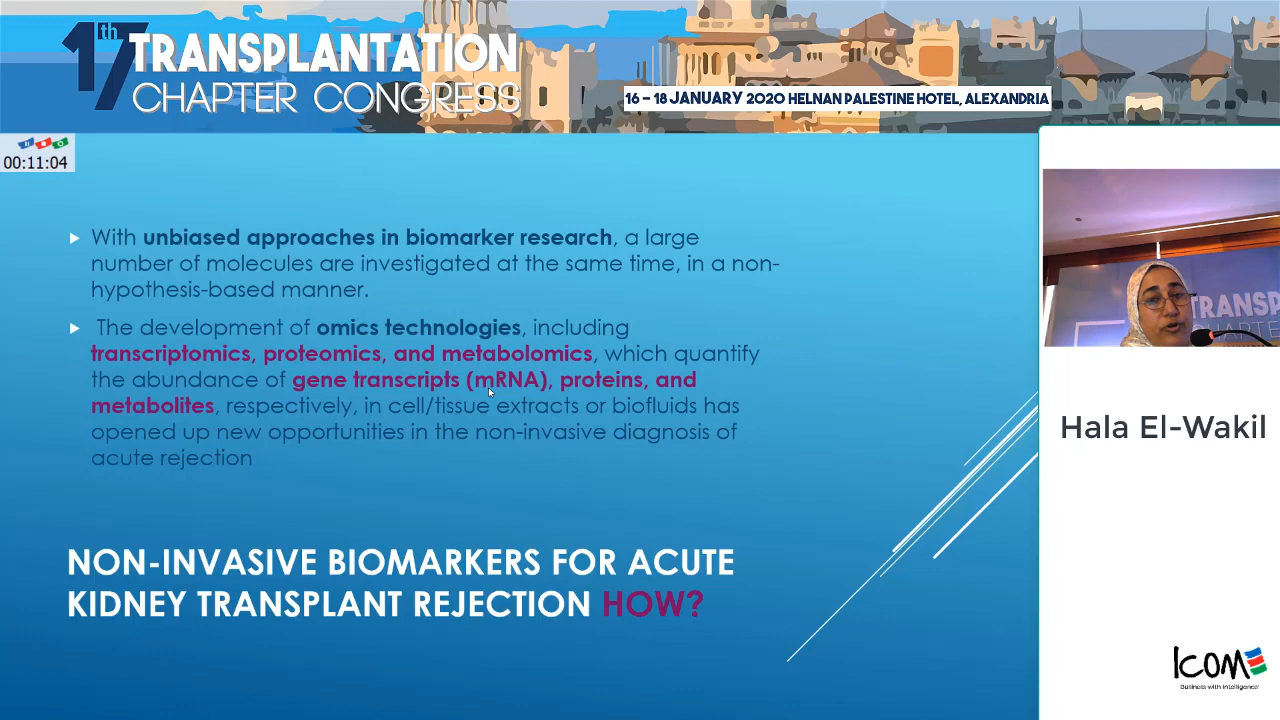 17th TRANSPLANTATION
CHAPTER CONGRESS
16 – 18 JANUARY 2020 HELNAN PALESTINE HOTEL, ALEXANDRIA
00:11:04
With unbiased approaches in biomarker research, a large
number of molecules are investigated at the same time, in a non-
hypothesis-based manner.
The development of omics technologies, including
transcriptomics, proteomics, and metabolomics, which quantify
the abundance of gene transcripts (mRNA), proteins, and
metabolites, respectively, in cell/tissue extracts or biofluids has
opened up new opportunities in the non-invasive diagnosis of
acute rejection
NON-INVASIVE BIOMARKERS FOR ACUTE
KIDNEY TRANSPLANT REJECTION HOW?
TRANSP
CHAPTER
Hala El-Wakil
ICOM
Business with Intelligence